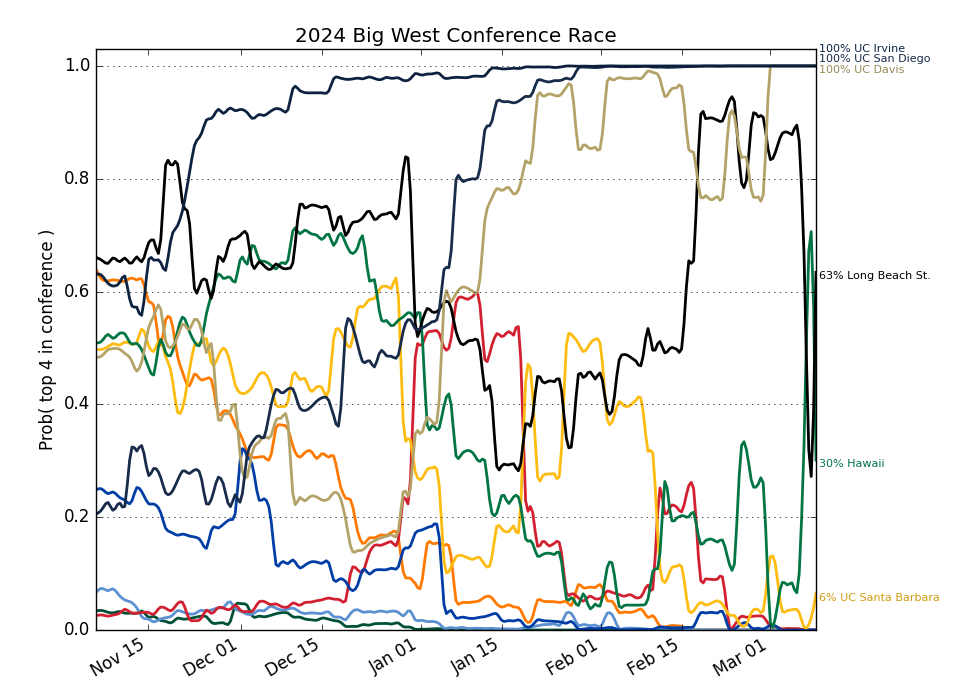 2024 Big West Conference Race
100% UC Irvine
100% UC San Diego
100% UC Davis
1.0
0.8
0.6
0.4
0.2
0.0
Prob( top 4 in conference )
63% Long Beach St.
30% Hawaii
6% UC Santa Barbara
Nov 15
Dec 01
Dec 15
Jan 01
Jan 15
Feb 01
Feb 15
Mar 01